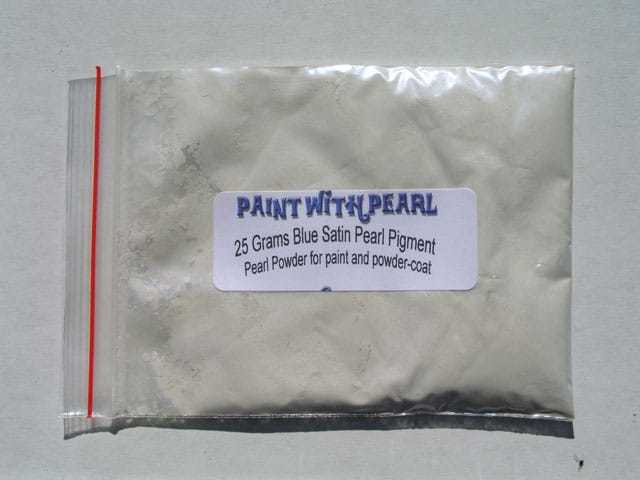 PAINT WITH PEARL
25 Grams Blue Satin Pearl Pigment
Pearl Powder for paint and powder-coat